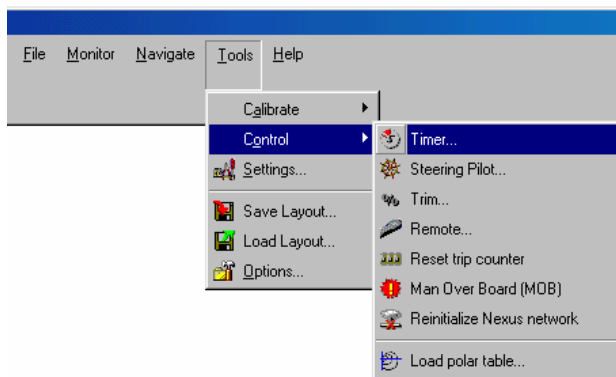 File Monitor Navigate Tools Help
Calibrate
Control
Settings...
Save Layout...
Load Layout...
Options...
Timer...
Steering Pilot...
Trim...
Remote...
Reset trip counter
Man Over Board (MOB)
Reinitialize Nexus network
Load polar table...